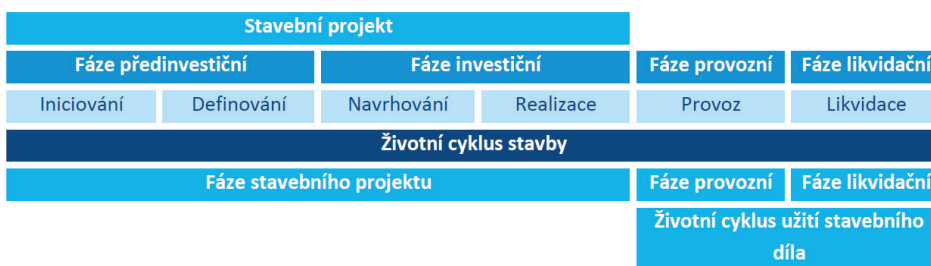 Stavební projekt
Fáze předinvestiční Fáze investiční Fáze provozní Fáze likvidační
Iniciování Definování Navrhování Realizace Provoz Likvidace
Životní cyklus stavby
Fáze stavebního projektu Fáze provozní Fáze likvidační
Životní cyklus užití stavebního
díla